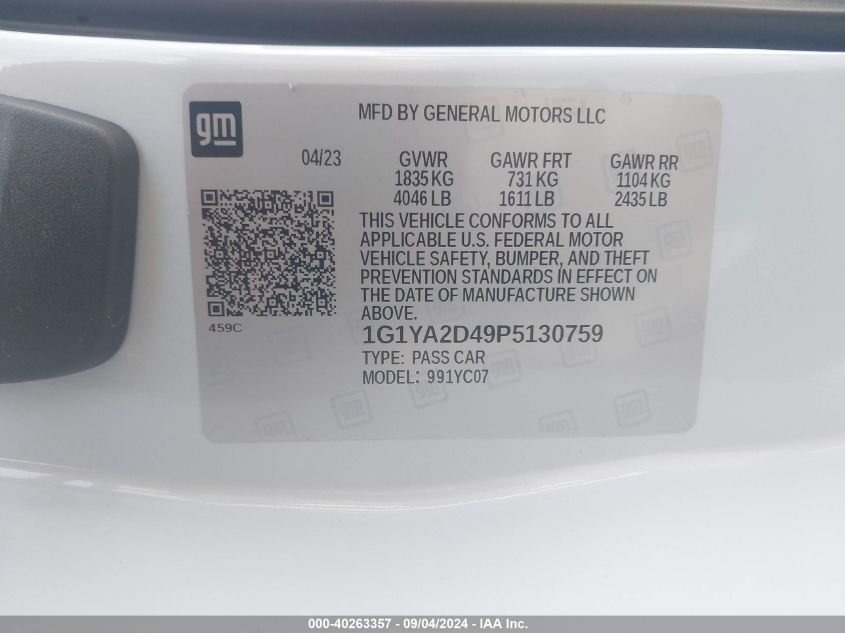 gm
MFD BY GENERAL MOTORS LLC
04/23 GVWR GAWR FRT GAWR RR
1835 KG 731 KG 1104 KG
4046 LB 1611 LB 2435 LB
THIS VEHICLE CONFORMS TO ALL
APPLICABLE U.S. FEDERAL MOTOR
VEHICLE SAFETY, BUMPER, AND THEFT
PREVENTION STANDARDS IN EFFECT ON
THE DATE OF MANUFACTURE SHOWN
ABOVE.
459C
1G1YA2D49P5130759
TYPE: PASS CAR
MODEL: 991YC07
000-40263357 - 09/04/2024 - IAA Inc.